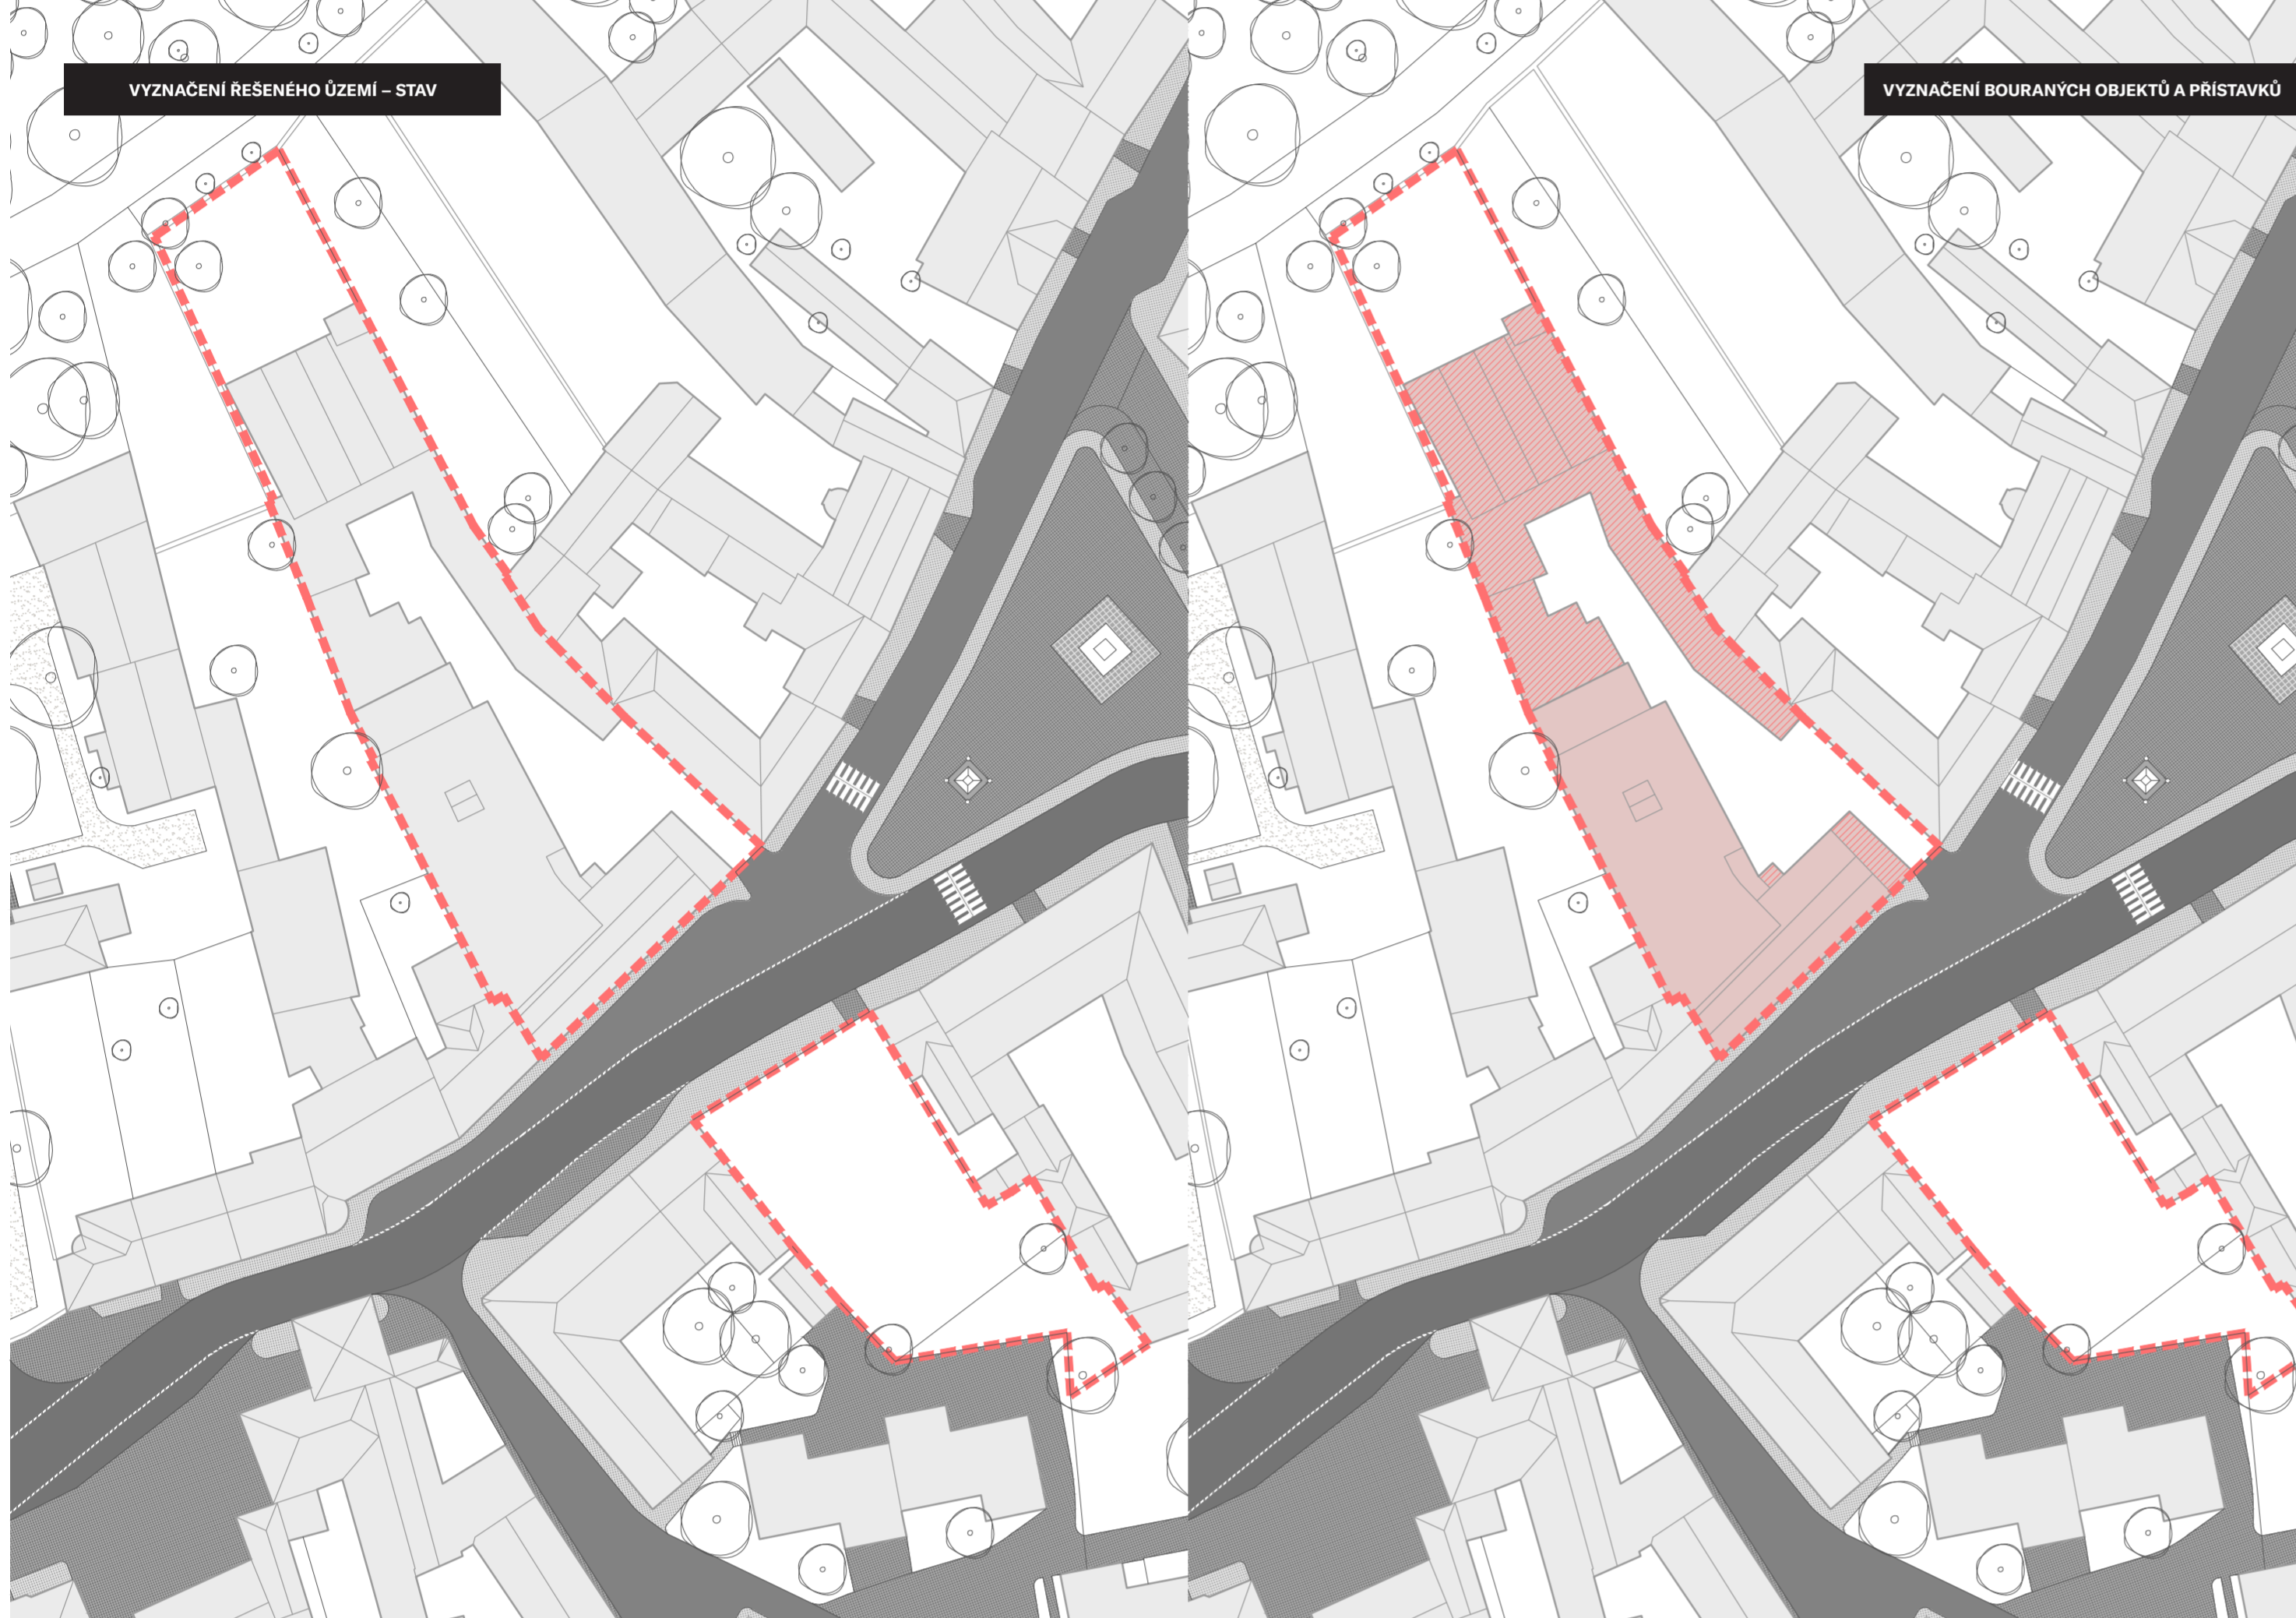 VYZNAČENÍ ŘEŠENÉHO ÚZEMÍ – STAV
VYZNAČENÍ BOURANÝCH OBJEKTŮ A PŘÍSTAVKŮ